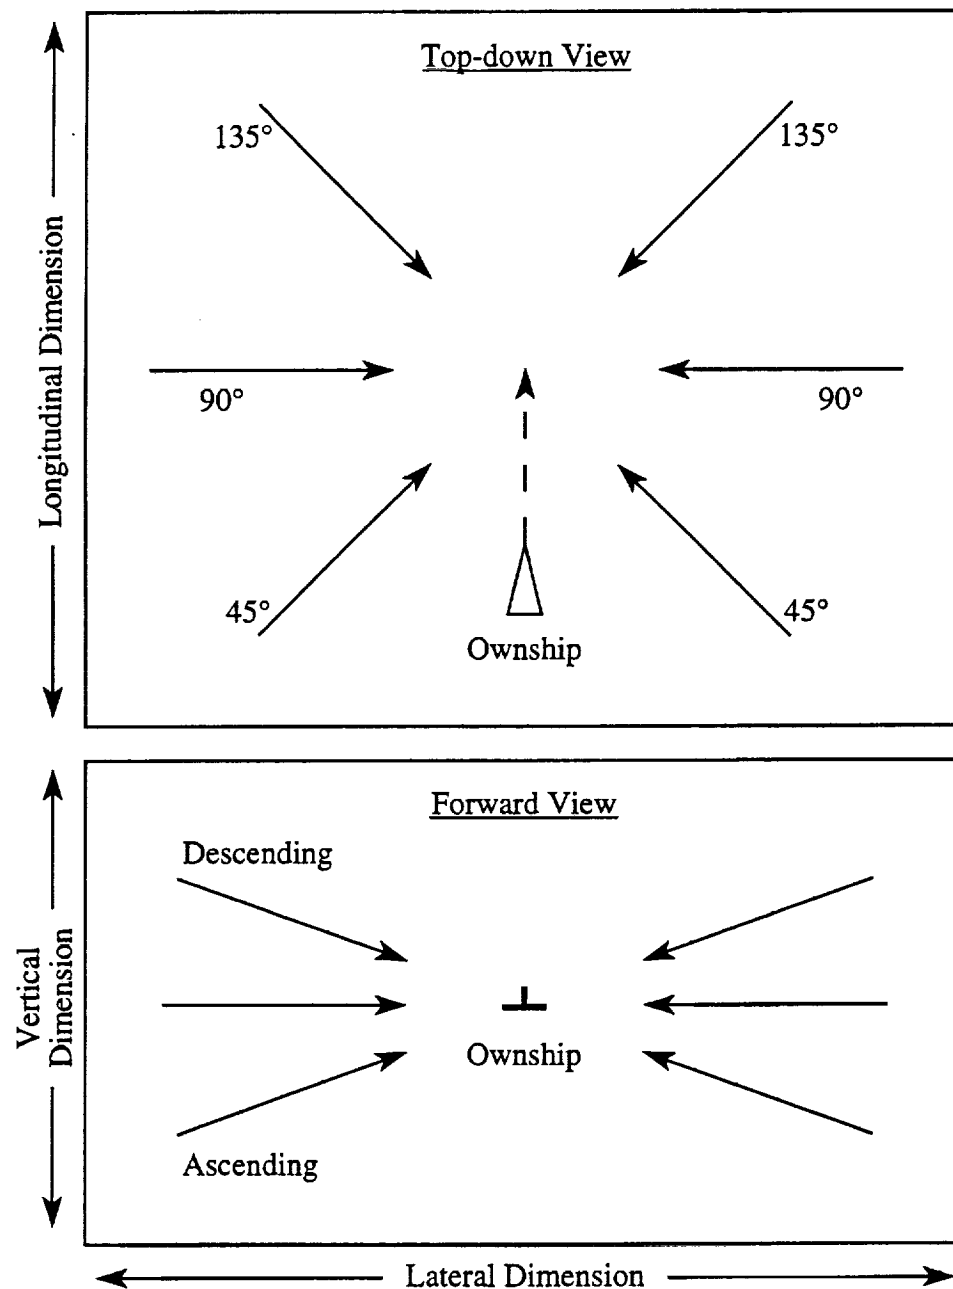 Top-down View
135°
135°
Longitudinal Dimension
90°
90°
45°
45°
Ownship
Forward View
Descending
Vertical
Dimension
Ownship
Ascending
Lateral Dimension